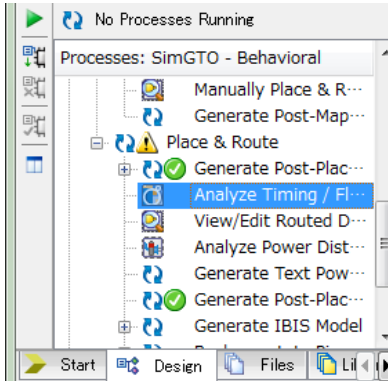 No Processes Running
Processes: SimGTO - Behavioral
Manually Place & R...
Generate Post-Map...
Place & Route
Generate Post-Plac...
Analyze Timing / Fl...
View/Edit Routed D...
Analyze Power Dist...
Generate Text Pow...
Generate Post-Plac...
Generate IBIS Model
Start Design Files Li